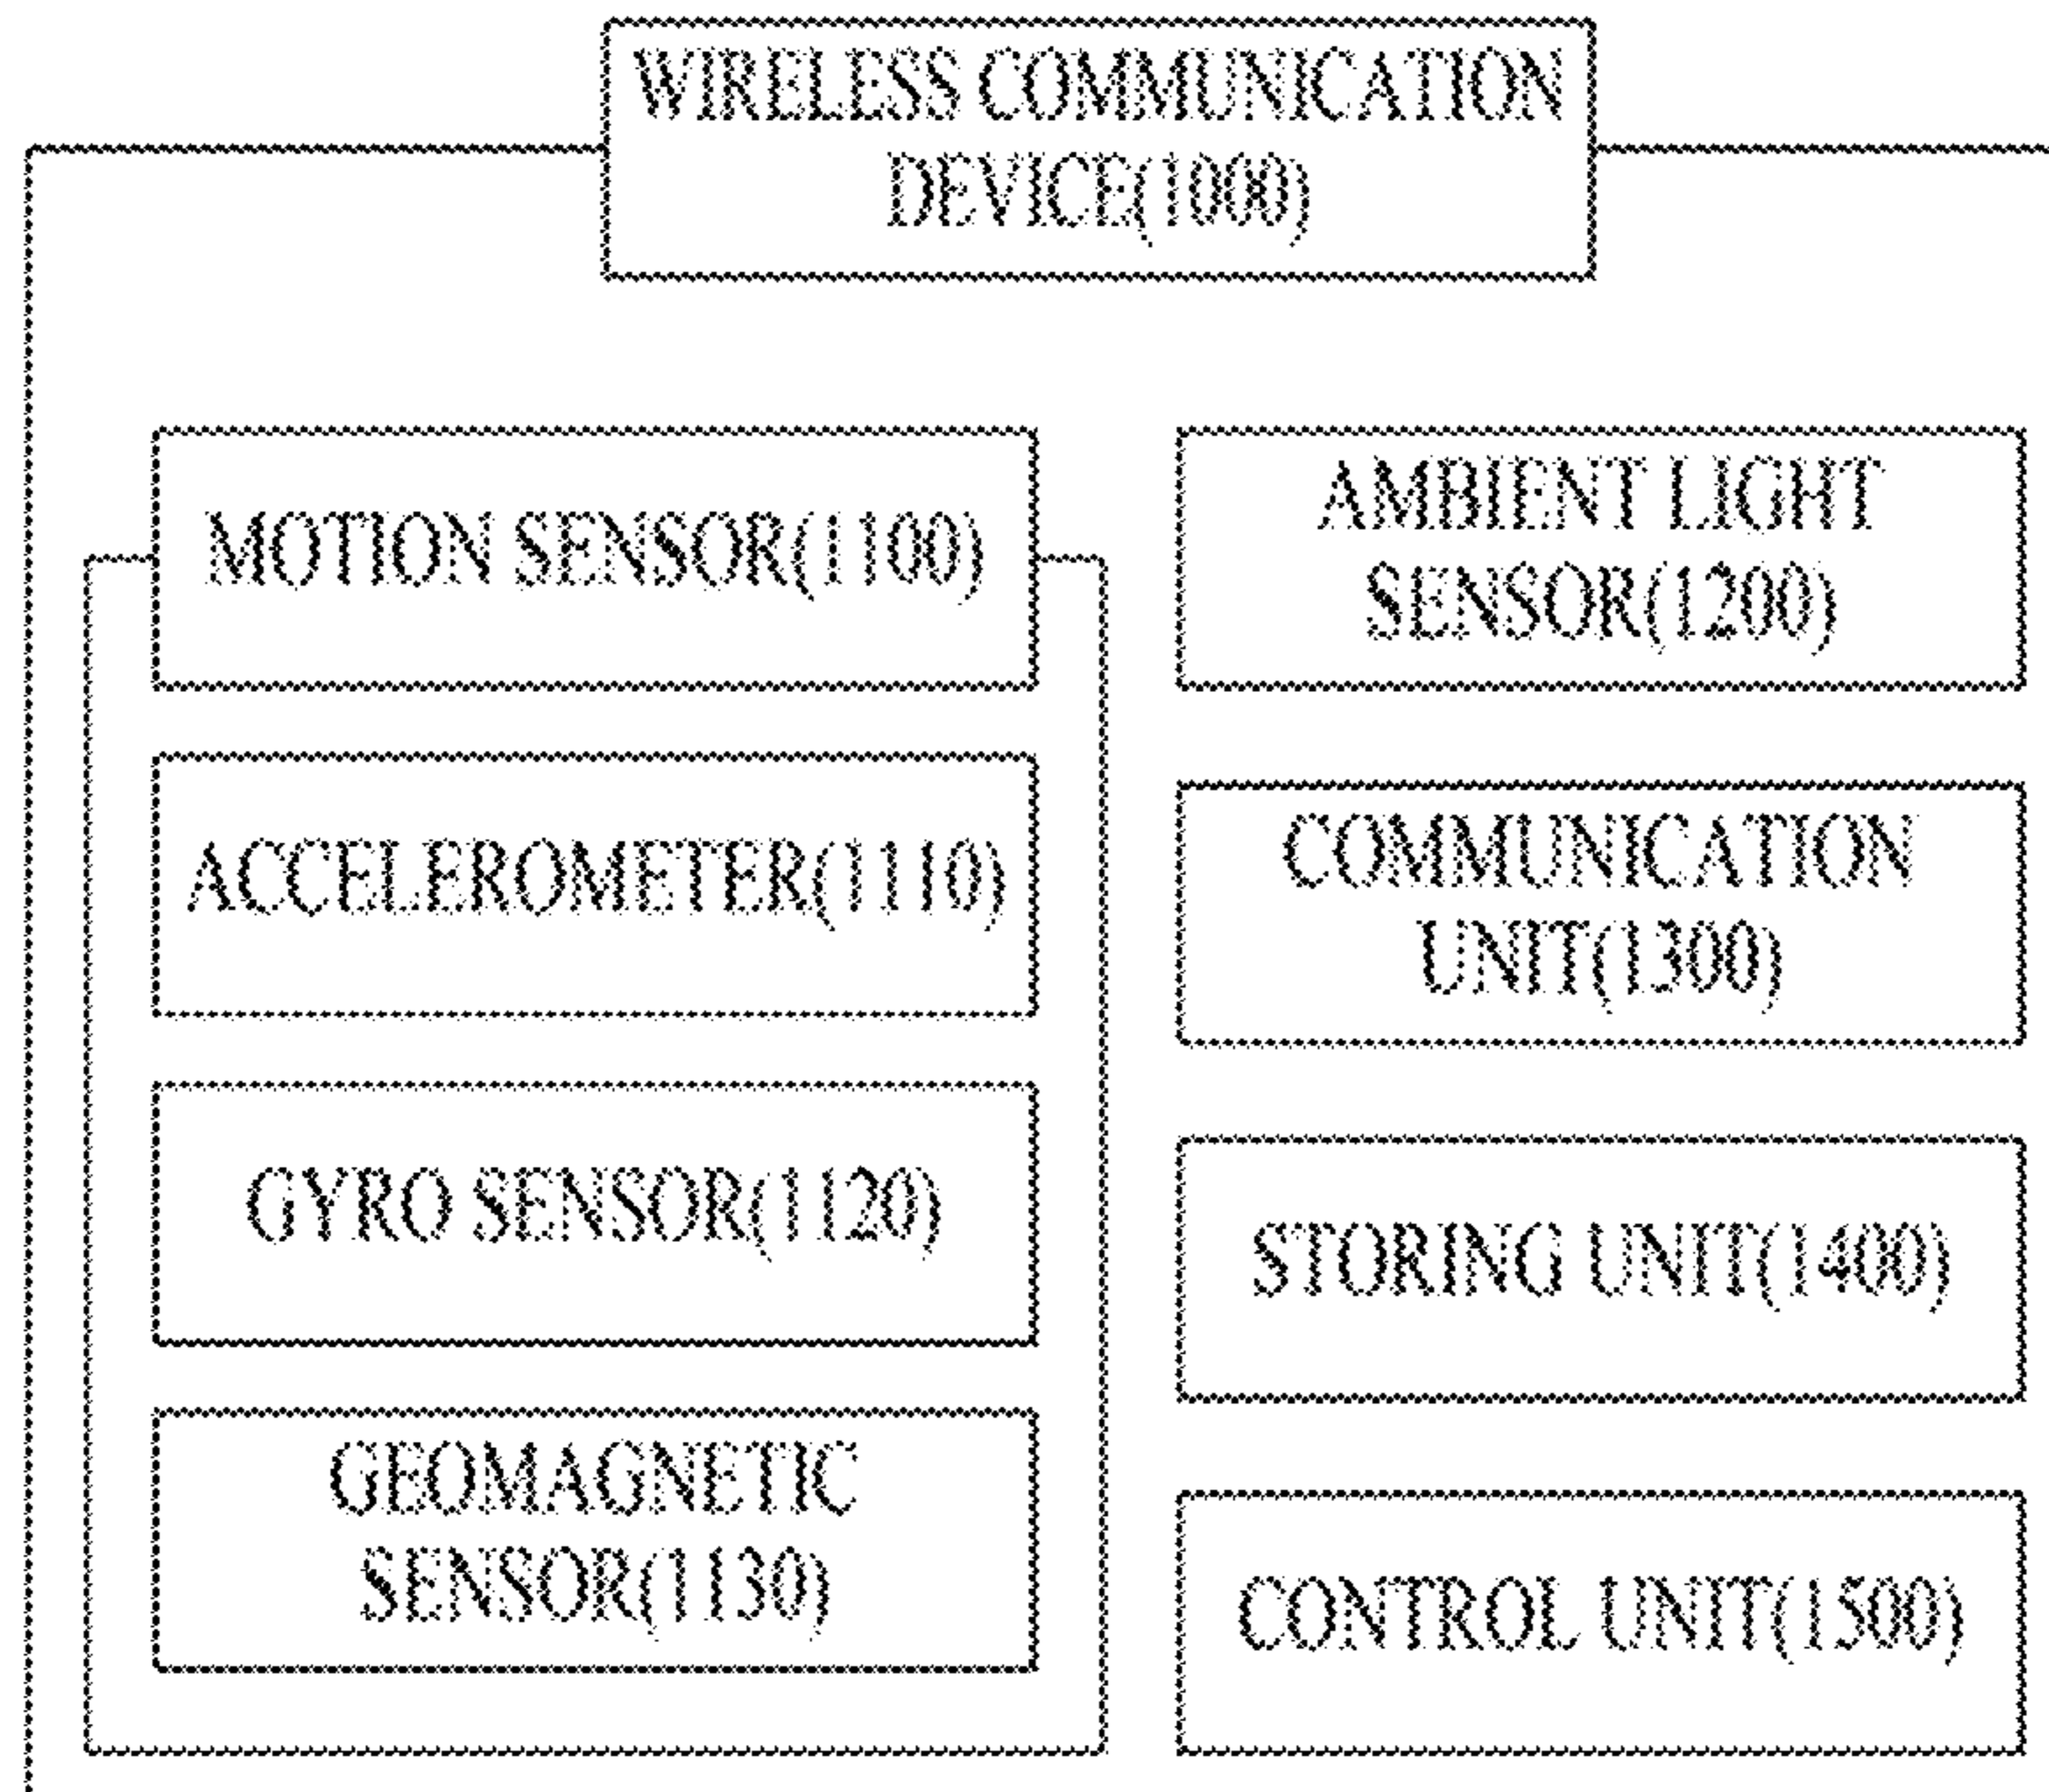 WIRELESS COMMUNICATION
DEVICE(1000)
MOTION SENSOR(1100)
ACCELEROMETER(1110)
GYRO SENSOR(1120)
GEOMAGNETIC
SENSOR(1130)
AMBIENT LIGHT
SENSOR(1200)
COMMUNICATION
UNIT(1300)
STORING UNIT(1400)
CONTROL UNIT(1500)